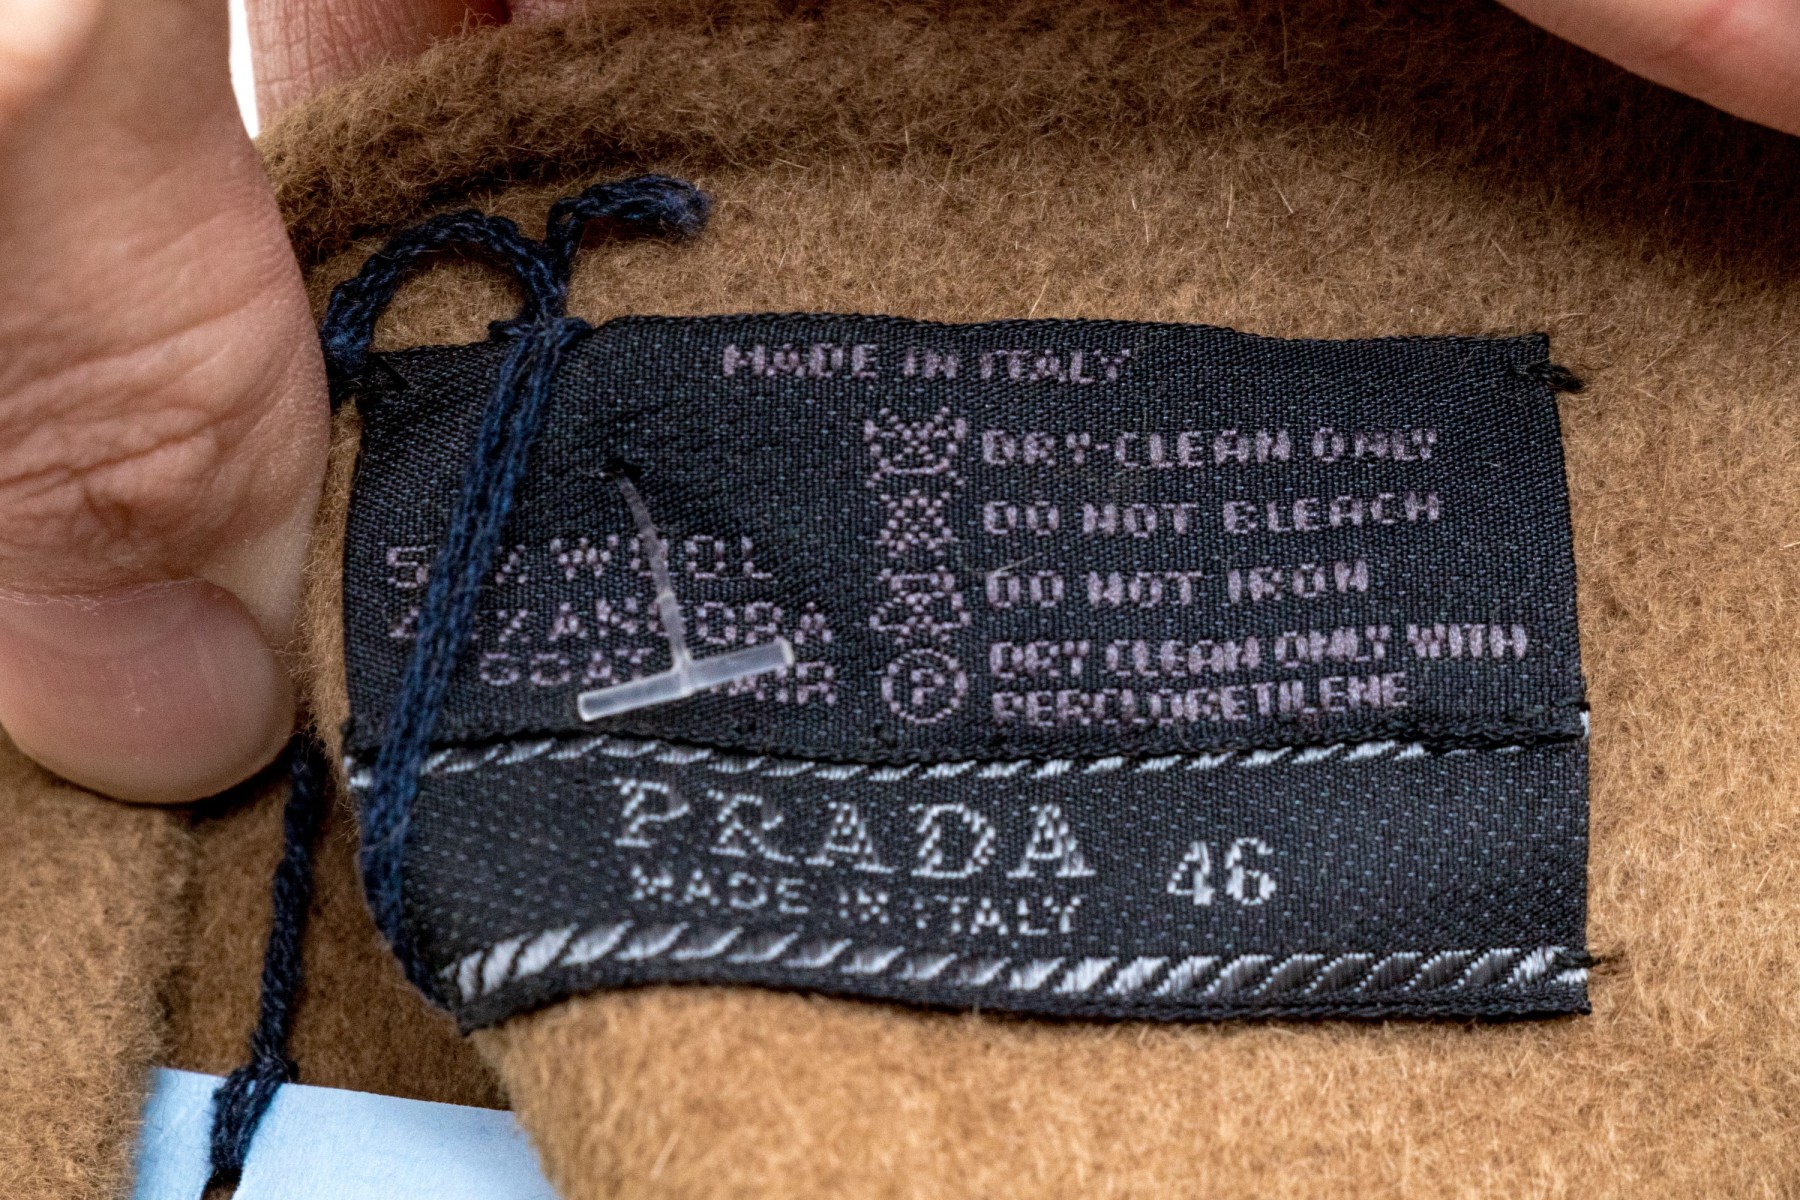 MADE IN ITALY
DRY-CLEAN ONLY
DO NOT BLEACH
DO NOT IRON
P DRY CLEAN ONLY WITH
PERCLORETILENE
WOOL
PRADA 46
MADE IN ITALY